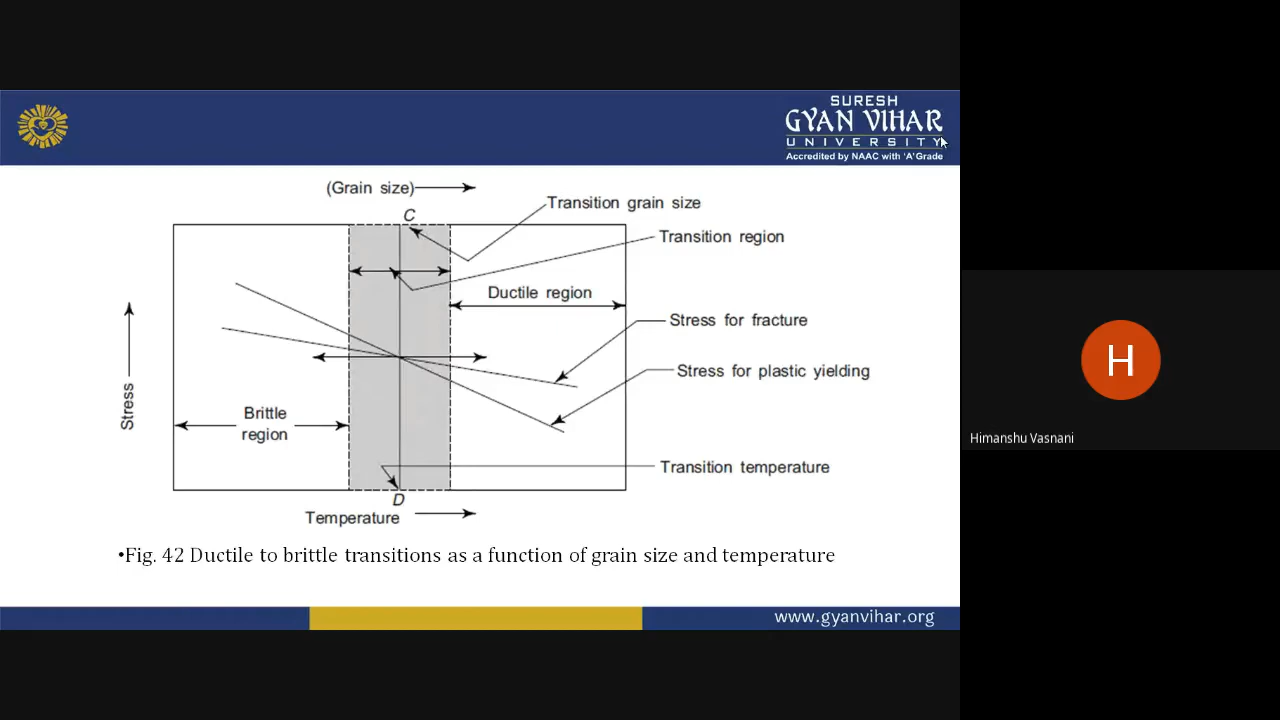 SURESH
GYAN VIHAR
UNIVERSITY
Accredited by NAAC with 'A' Grade
(Grain size)
C
Transition grain size
Transition region
Ductile region
Stress for fracture
Stress for plastic yielding
Stress
Brittle
region
Transition temperature
D
Temperature
•Fig. 42 Ductile to brittle transitions as a function of grain size and temperature
www.gyanvihar.org
H
Himanshu Vasnani